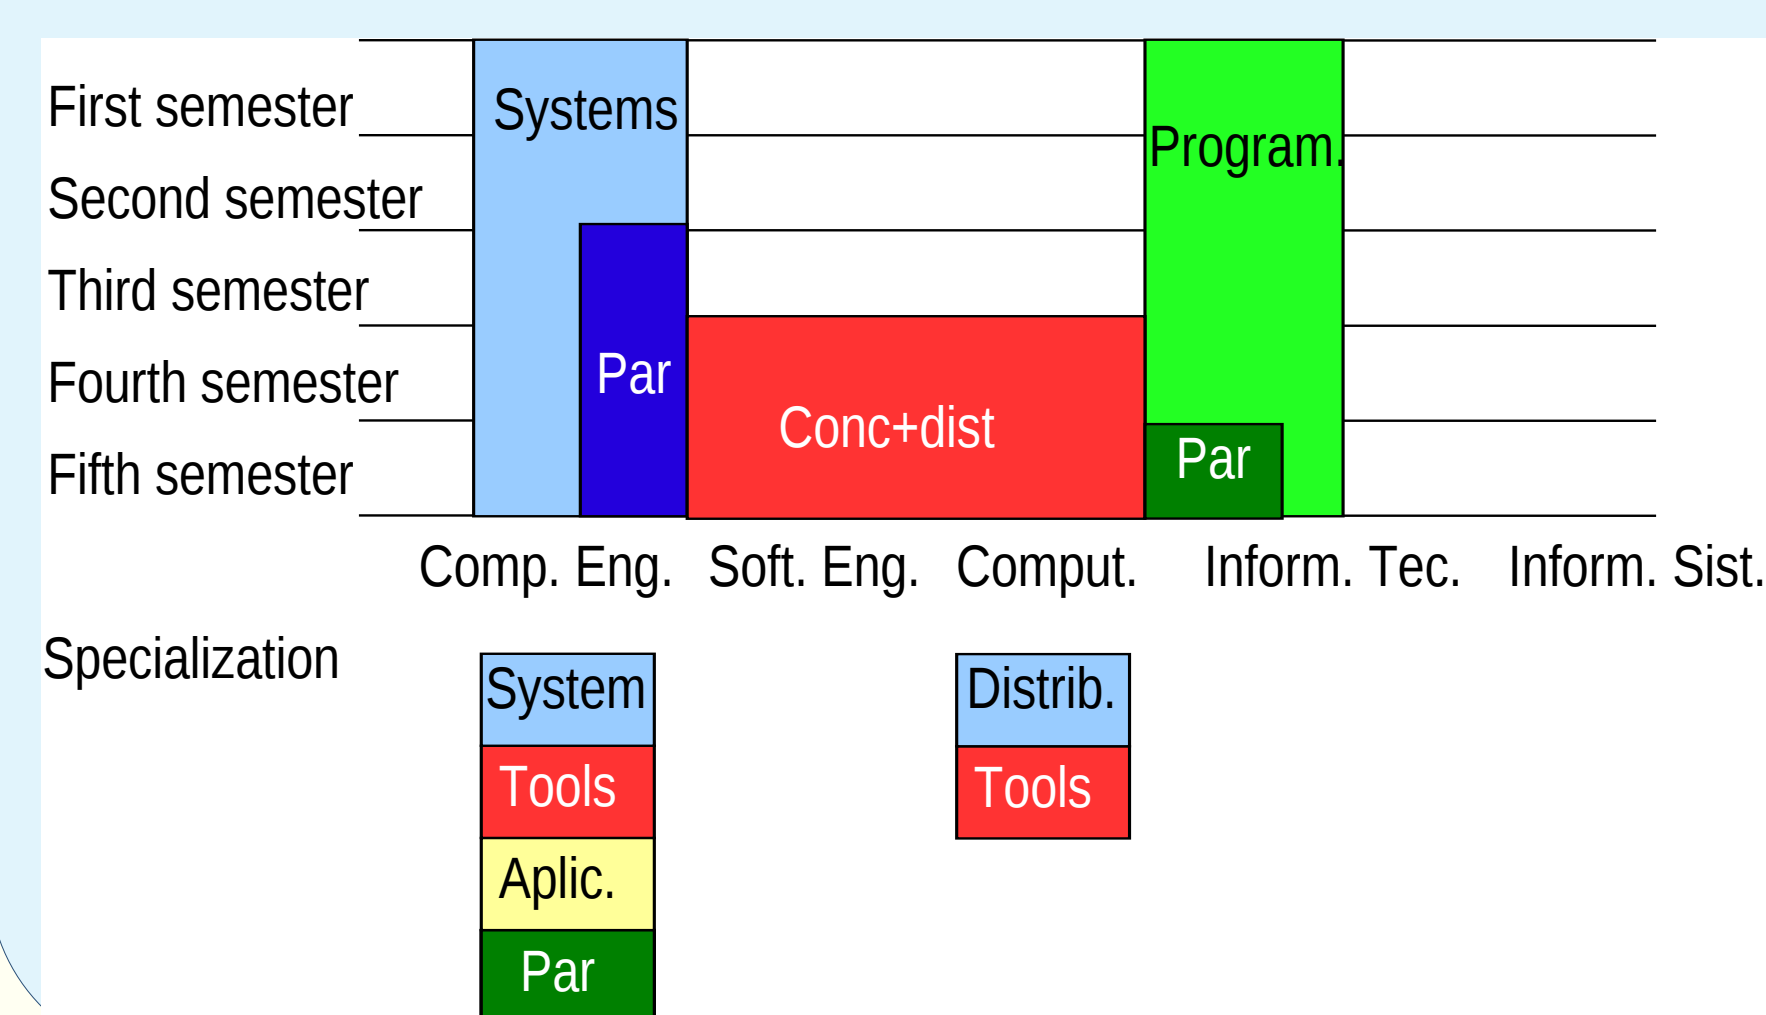 First semester
Systems
Program.
Second semester
Third semester
Par
Fourth semester
Conc+dist
Par
Fifth semester
Comp. Eng. Soft. Eng. Comput. Inform. Tec. Inform. Sist.
Specialization
System Distrib.
Tools Tools
Aplic.
Par